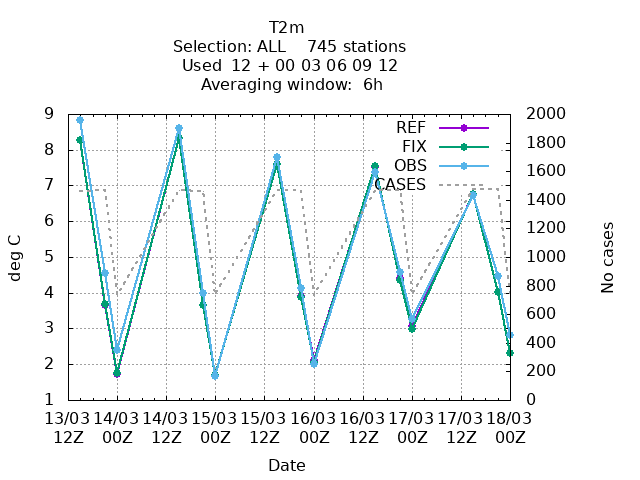 T2m
Selection: ALL    745 stations
Used  12 + 00 03 06 09 12
Averaging window:  6h
9 2000
8 1800
7 1600
6 1400
5 1200
4 1000
3 800
2 600
1 400
200
0
REF
FIX
OBS
CASES
deg C
No cases
13/03 14/03 14/03 15/03 15/03 16/03 16/03 17/03 17/03 18/03
12Z 00Z 12Z 00Z 12Z 00Z 12Z 00Z 12Z 00Z
Date